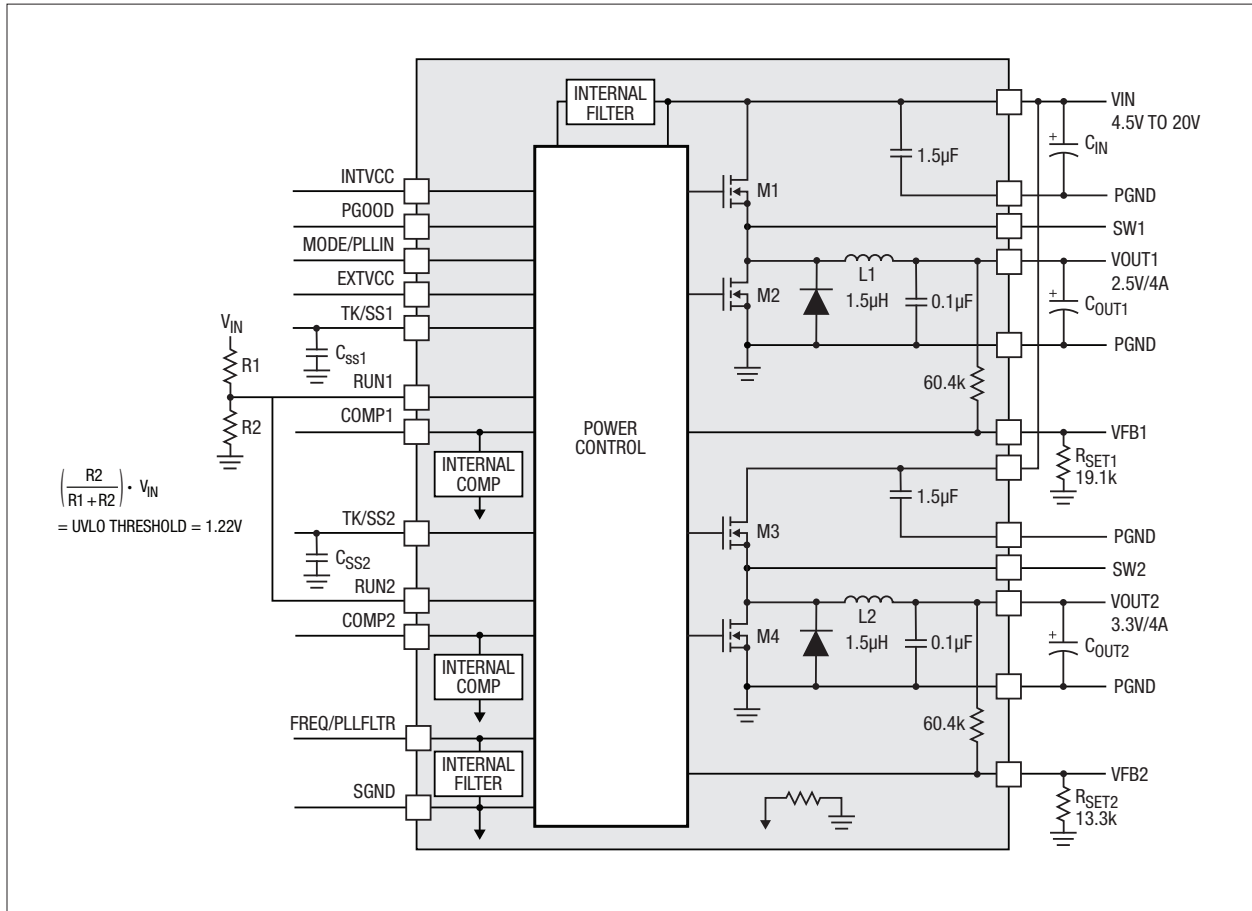 INTERNAL
FILTER
VIN
4.5V TO 20V
CIN
1.5µF
PGND
INTVCC
M1
PGOOD
SW1
MODE/PLLIN
VOUT1
2.5V/4A
L1
1.5µH
0.1µF
COUT1
EXTVCC
M2
TK/SS1
CSS1
PGND
VIN
R1
RUN1
60.4k
R2
COMP1
POWER
CONTROL
VFB1
RSET1
19.1k
INTERNAL
COMP
1.5µF
(R2/R1+R2) • VIN
= UVLO THRESHOLD = 1.22V
TK/SS2
CSS2
M3
PGND
SW2
RUN2
VOUT2
3.3V/4A
L2
1.5µH
0.1µF
COUT2
COMP2
M4
INTERNAL
COMP
PGND
FREQ/PLLFLTR
60.4k
INTERNAL
FILTER
VFB2
SGND
RSET2
13.3k